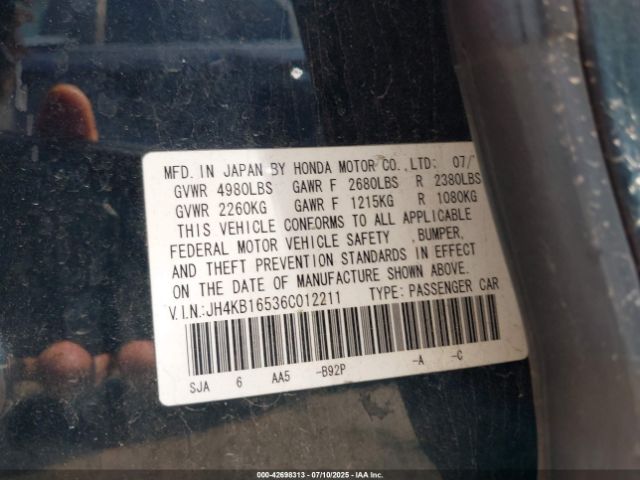 MFD. IN JAPAN BY HONDA MOTOR CO.,LTD: 07/
GVWR 4980LBS GAWR F 2680LBS R 2380LBS
GVWR 2260KG GAWR F 1215KG R 1080KG
THIS VEHICLE CONFORMS TO ALL APPLICABLE
FEDERAL MOTOR VEHICLE SAFETY ,BUMPER,
AND THEFT PREVENTION STANDARDS IN EFFECT
ON THE DATE OF MANUFACTURE SHOWN ABOVE.
V.I.N.:JH4KB16536C012211 TYPE: PASSENGER CAR
SJA 6 AA5 -B92P -A -C
000-42698313 - 07/10/2025 - IAA Inc.